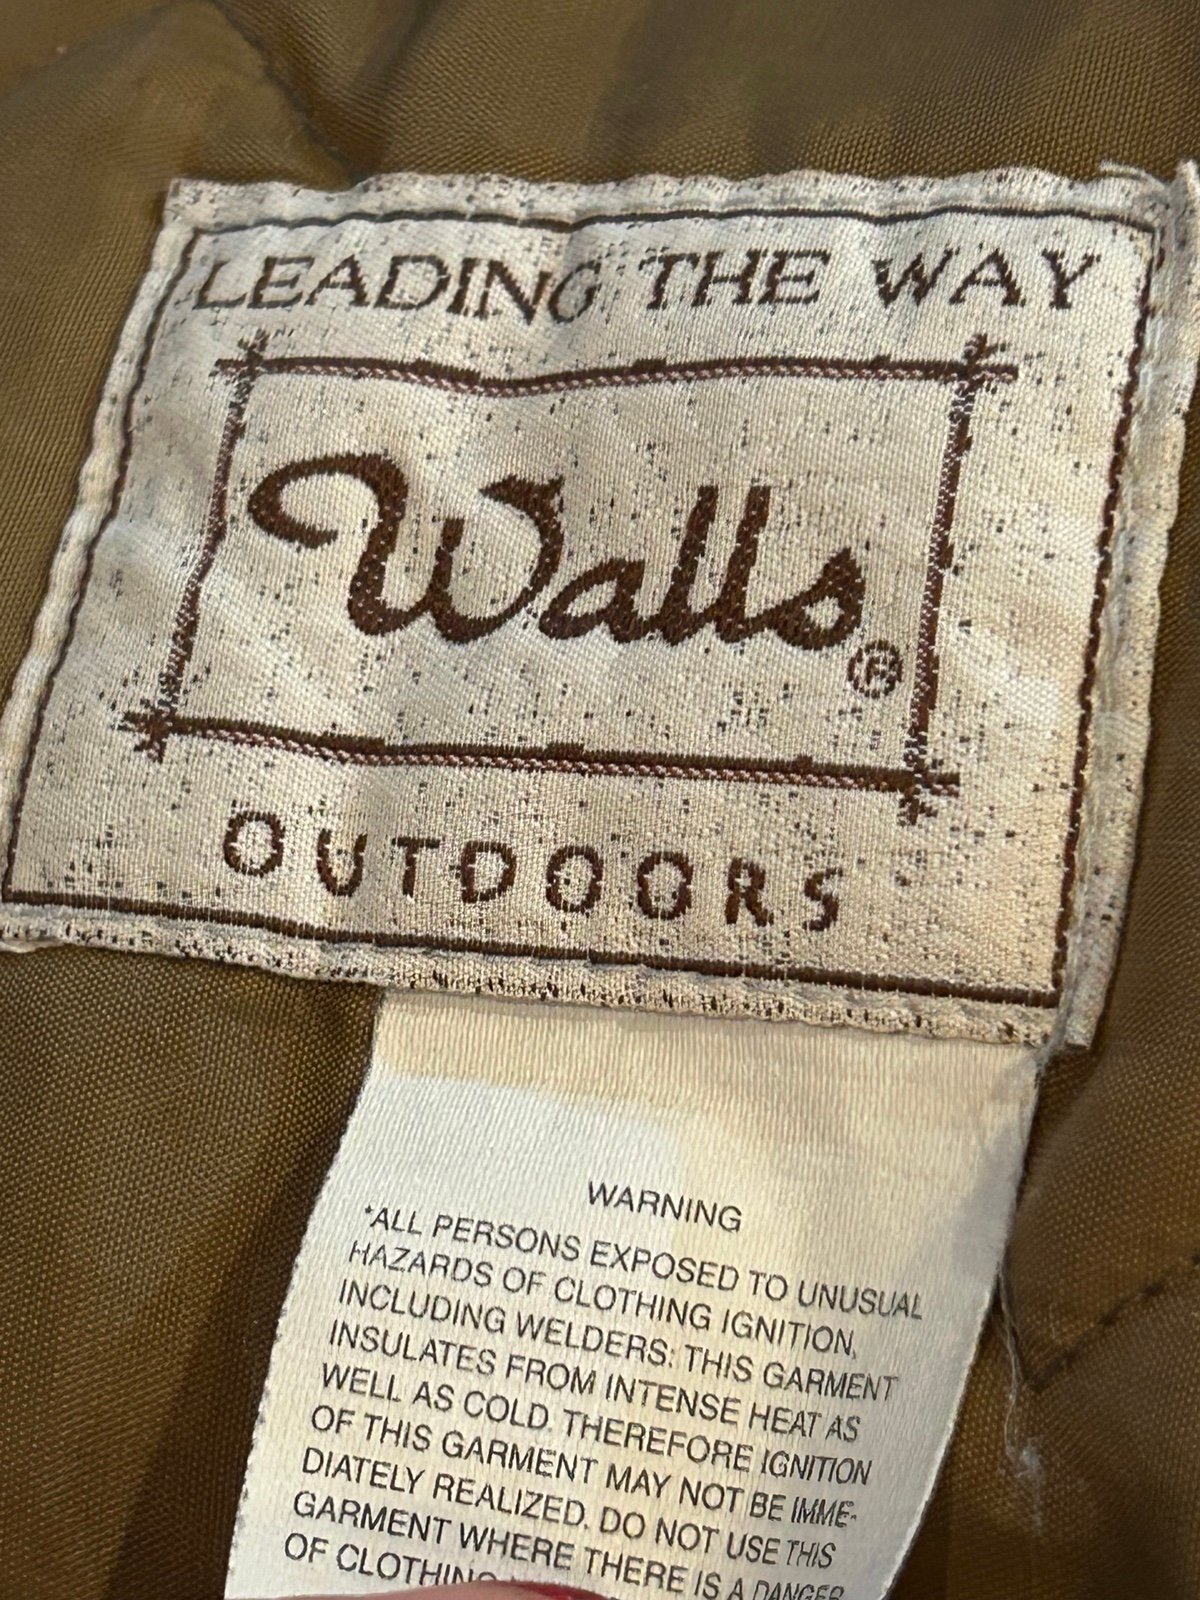 LEADING THE WAY
Walls®
OUTDOORS
WARNING
*ALL PERSONS EXPOSED TO UNUSUAL
HAZARDS OF CLOTHING IGNITION,
INCLUDING WELDERS: THIS GARMENT
INSULATES FROM INTENSE HEAT AS
WELL AS COLD. THEREFORE IGNITION
OF THIS GARMENT MAY NOT BE IMME-
DIATELY REALIZED. DO NOT USE THIS
GARMENT WHERE THERE IS A DANGER
OF CLOTHING